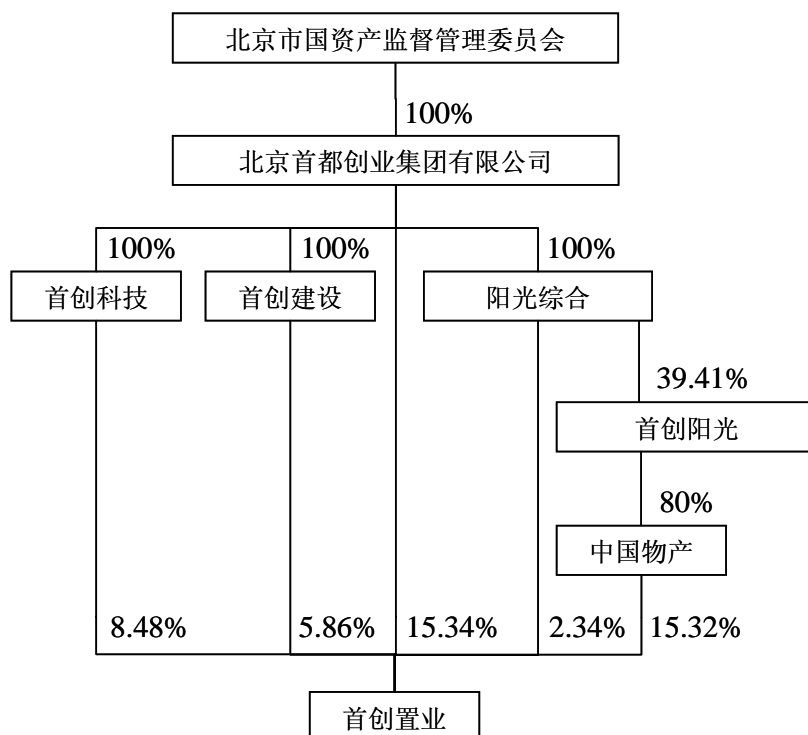 北京市国资产监督管理委员会
100%
北京首都创业集团有限公司
100% 100% 100%
首创科技 首创建设 阳光综合
39.41%
首创阳光
80%
中国物产
8.48% 5.86% 15.34% 2.34% 15.32%
首创置业